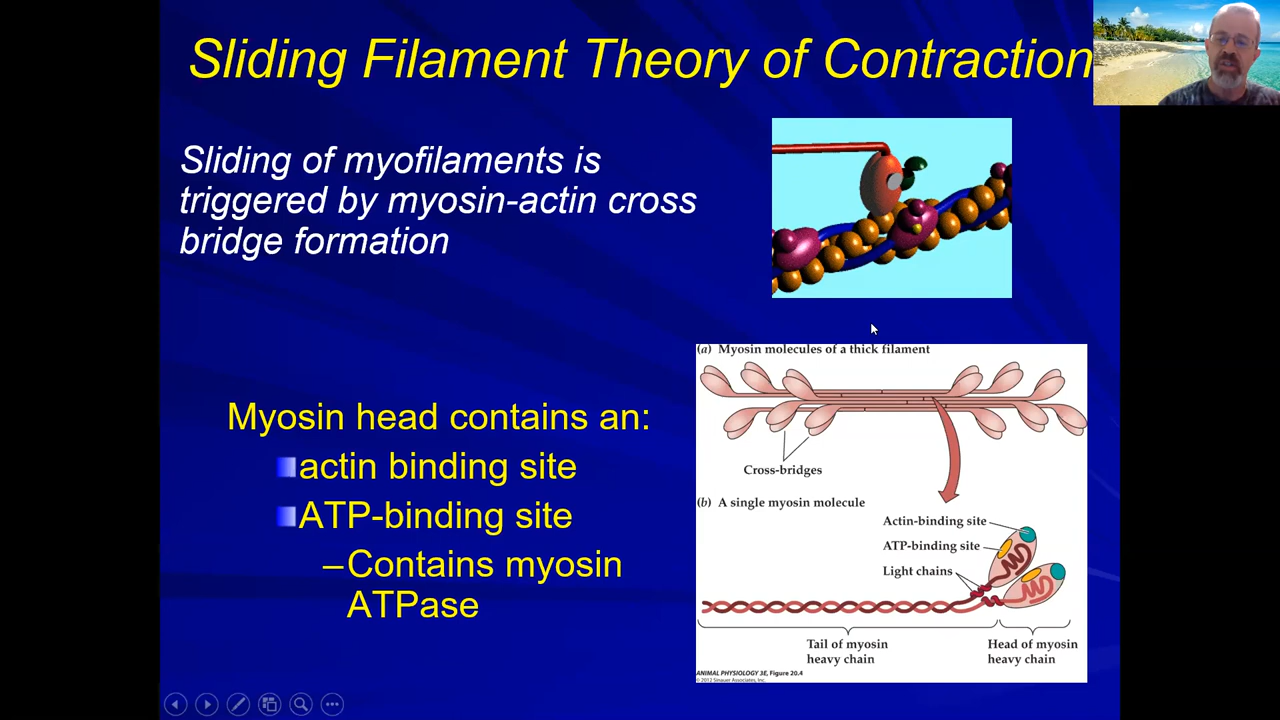 Sliding Filament Theory of Contraction
Sliding of myofilaments is
triggered by myosin-actin cross
bridge formation
Myosin head contains an:
actin binding site
ATP-binding site
–Contains myosin
ATPase
(a) Myosin molecules of a thick filament
Cross-bridges
(b) A single myosin molecule
Actin-binding site
ATP-binding site
Light chains
Tail of myosin
heavy chain
Head of myosin
heavy chain
ANIMAL PHYSIOLOGY 3E, Figure 20.4
© 2012 Sinauer Associates, Inc.